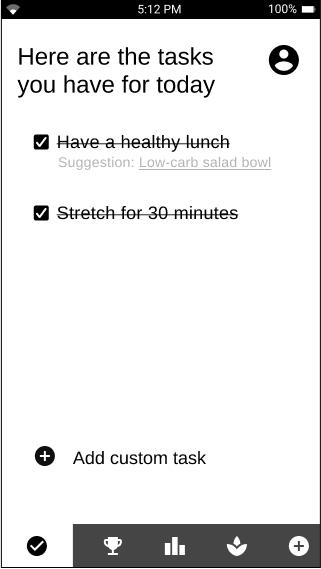 5:12 PM
100%
Here are the tasks
you have for today
Have a healthy lunch
Suggestion: Low-carb salad bowl
Stretch for 30 minutes
Add custom task